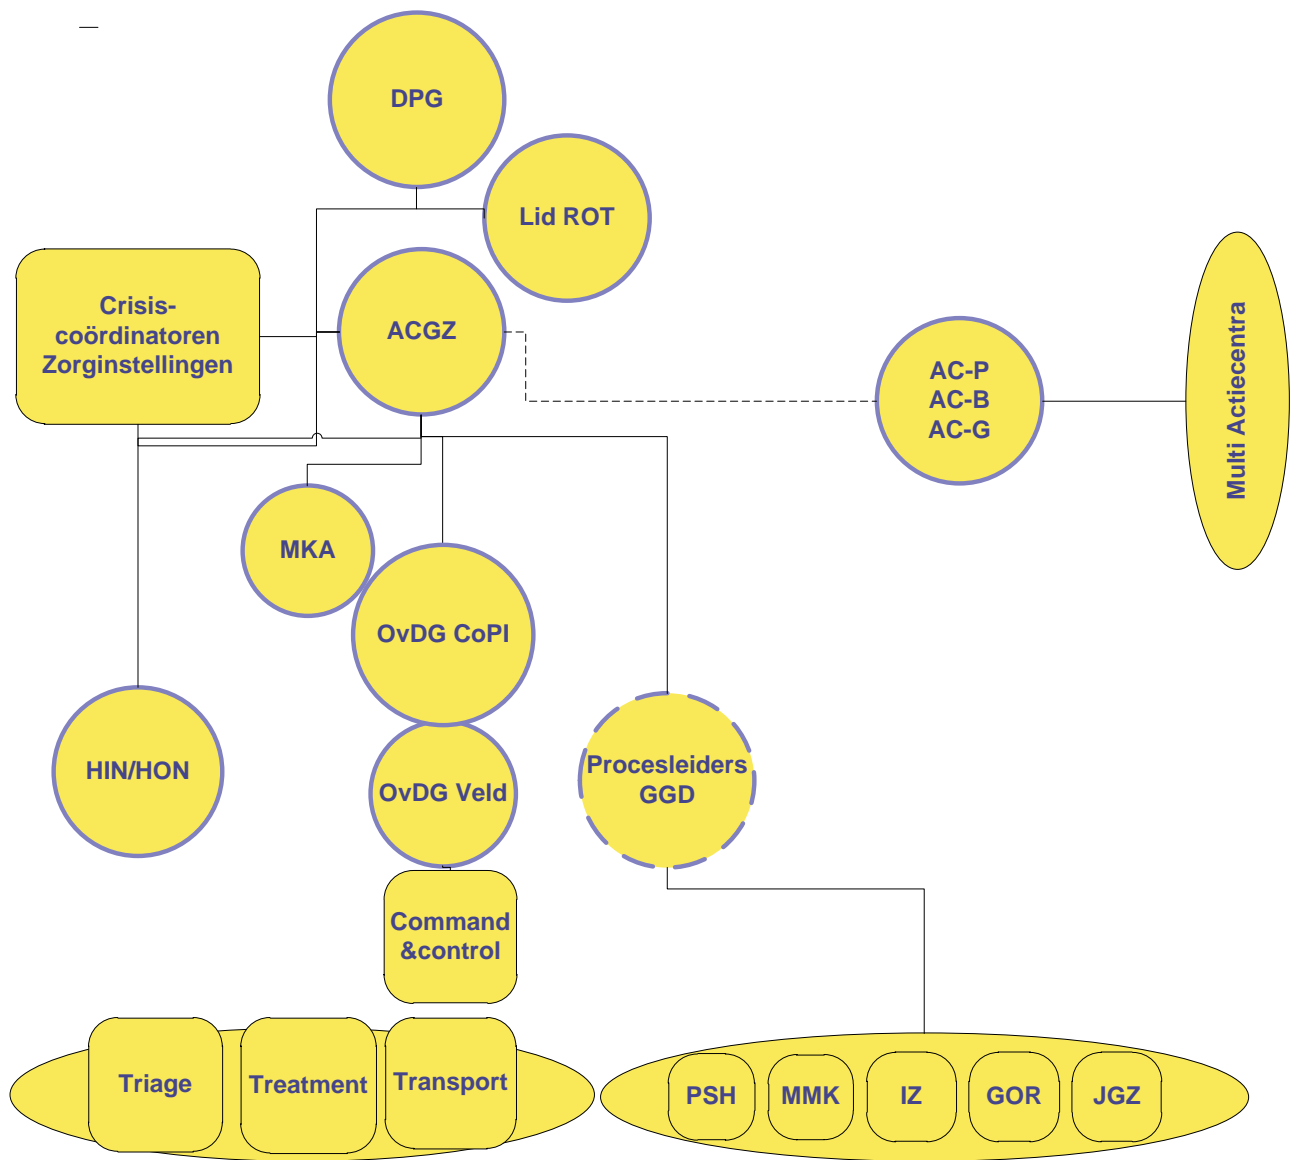 DPG
Lid ROT
Crisis-
coördinatoren
Zorginstellingen
ACGZ
AC-P
AC-B
AC-G
Multi Actiecentra
MKA
OvDG CoPI
HIN/HON
OvDG Veld
Procesleiders
GGD
Command
&control
Triage
Treatment
Transport
PSH
MMK
IZ
GOR
JGZ